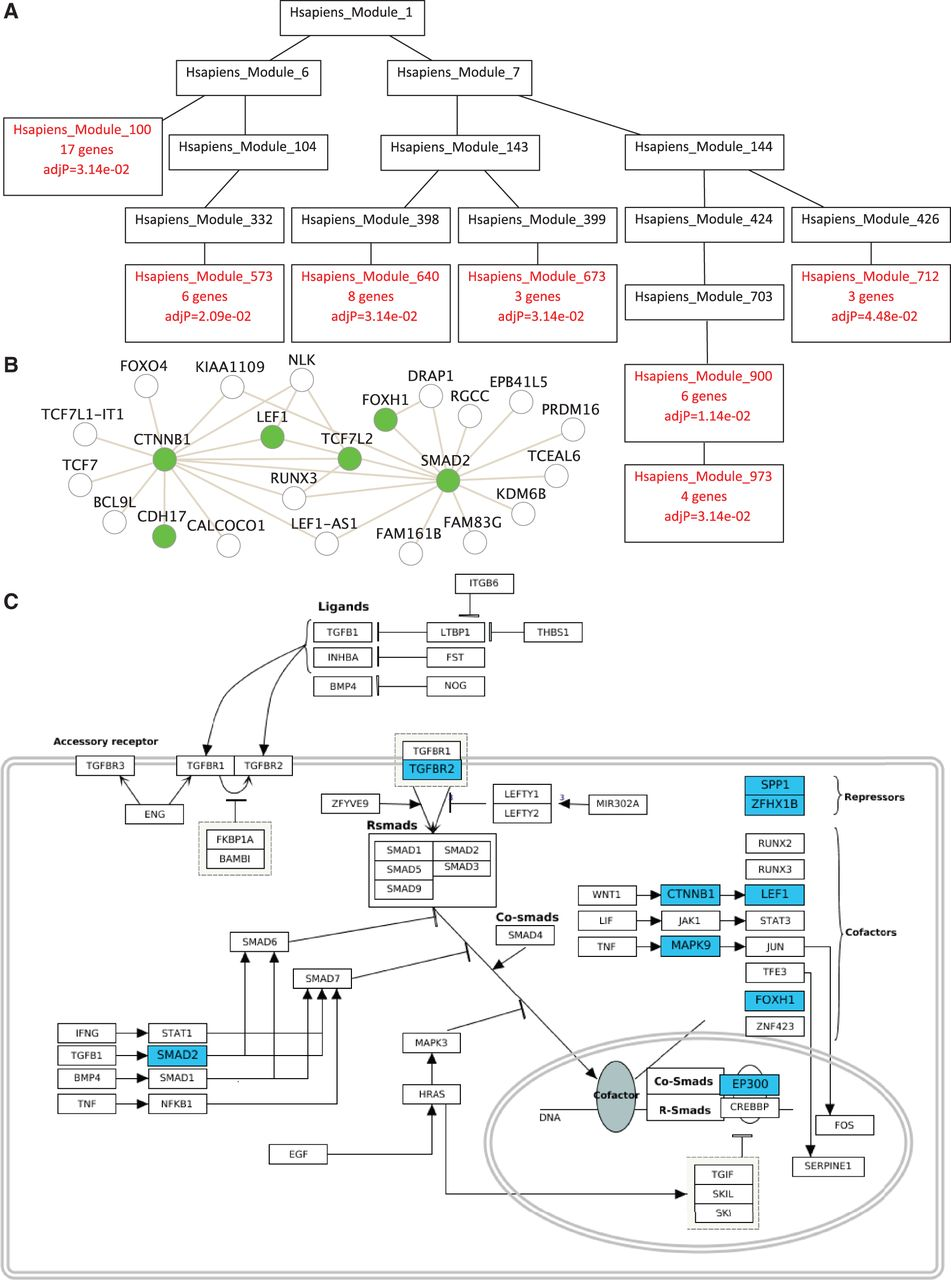 A
Hsapiens_Module_1
Hsapiens_Module_6
Hsapiens_Module_7
Hsapiens_Module_100
17 genes
adjP=3.14e-02
Hsapiens_Module_104
Hsapiens_Module_143
Hsapiens_Module_144
Hsapiens_Module_332
Hsapiens_Module_398
Hsapiens_Module_399
Hsapiens_Module_424
Hsapiens_Module_426
Hsapiens_Module_573
6 genes
adjP=2.09e-02
Hsapiens_Module_640
8 genes
adjP=3.14e-02
Hsapiens_Module_673
3 genes
adjP=3.14e-02
Hsapiens_Module_703
Hsapiens_Module_712
3 genes
adjP=4.48e-02
Hsapiens_Module_900
6 genes
adjP=1.14e-02
Hsapiens_Module_973
4 genes
adjP=3.14e-02
B
FOXO4
KIAA1109
NLK
DRAP1
FOXH1
RGCC
EPB41L5
PRDM16
TCF7L1-IT1
LEF1
CTNNB1
TCF7L2
SMAD2
TCEAL6
TCF7
RUNX3
KDM6B
BCL9L
CDH17
CALCOCO1
LEF1-AS1
FAM161B
FAM83G
C
ITGB6
Ligands
TGFB1
LTBP1
THBS1
INHBA
FST
BMP4
NOG
Accessory receptor
TGFBR3
TGFBR1
TGFBR2
ENG
FKBP1A
BAMBI
TGFBR1
TGFBR2
ZFYVE9
LEFTY1
LEFTY2
3
3
MIR302A
Rsmads
SMAD1
SMAD2
SMAD5
SMAD3
SMAD9
SPP1
ZFHX1B
Repressors
RUNX2
RUNX3
WNT1
CTNNB1
LEF1
LIF
JAK1
STAT3
TNF
MAPK9
JUN
TFE3
FOXH1
ZNF423
Cofactors
Co-smads
SMAD4
SMAD6
SMAD7
IFNG
STAT1
TGFB1
SMAD2
BMP4
SMAD1
TNF
NFKB1
MAPK3
HRAS
EGF
Cofactor
DNA
Co-Smads
R-Smads
EP300
CREBBP
FOS
SERPINE1
TGIF
SKIL
SKI